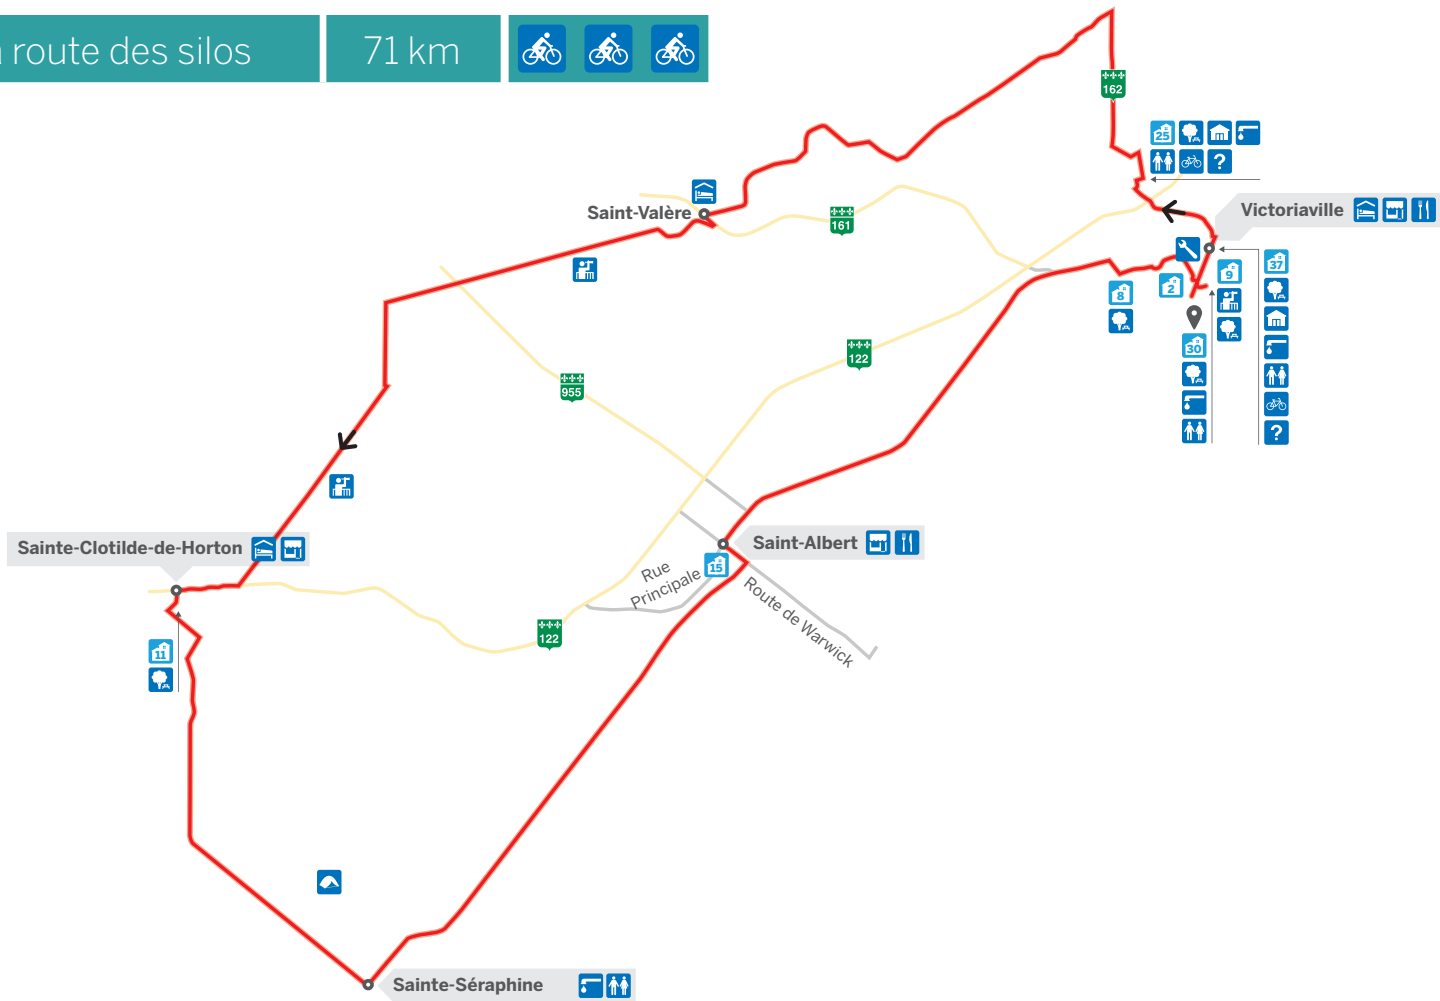 route des silos
71 km
162
25
?
Victoriaville
Saint-Valère
161
37
9
2
8
30
?
122
955
Sainte-Clotilde-de-Horton
Saint-Albert
15
Rue
Principale
Route de Warwick
122
11
Sainte-Séraphine